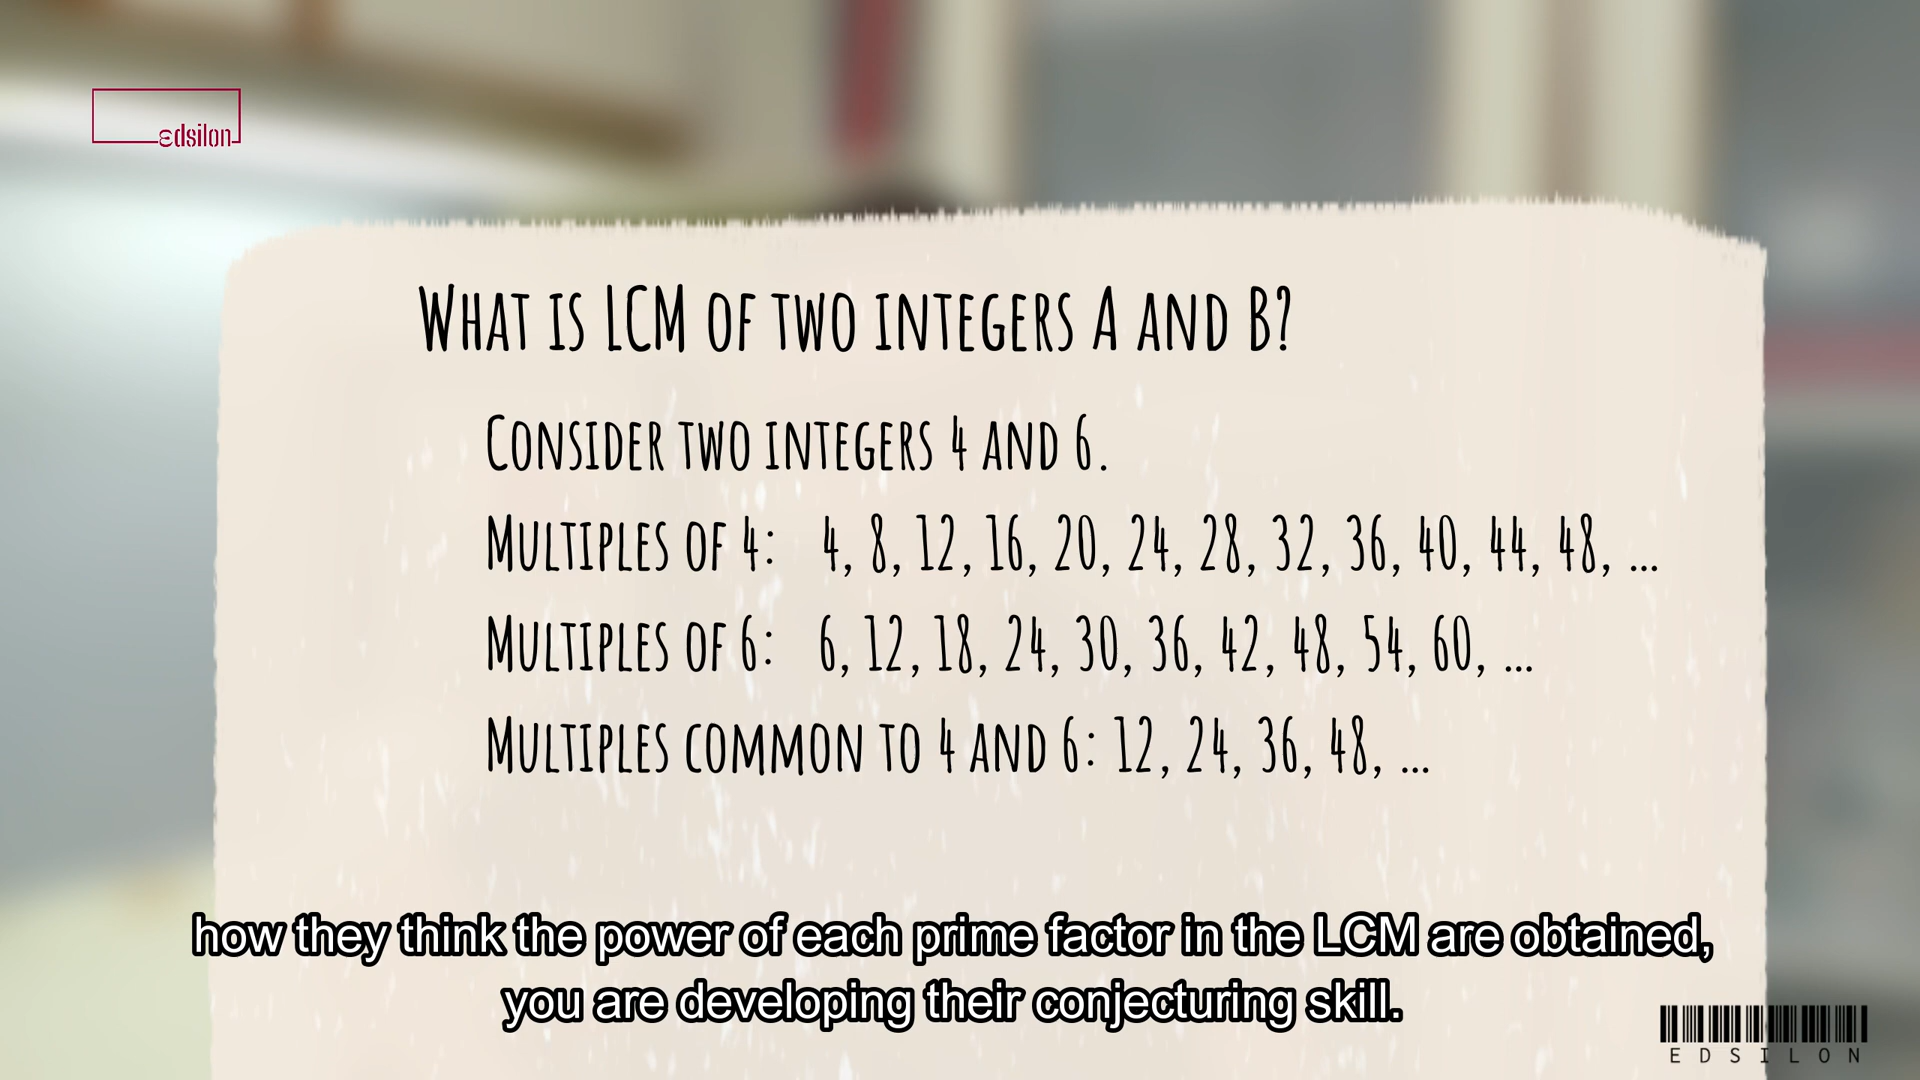 edsilon
WHAT IS LCM OF TWO INTEGERS A AND B?
CONSIDER TWO INTEGERS 4 AND 6.
MULTIPLES OF 4: 4, 8, 12, 16, 20, 24, 28, 32, 36, 40, 44, 48, ...
MULTIPLES OF 6: 6, 12, 18, 24, 30, 36, 42, 48, 54, 60, ...
MULTIPLES COMMON TO 4 AND 6: 12, 24, 36, 48, ...
how they think the power of each prime factor in the LCM are obtained,
you are developing their conjecturing skill.
EDSILON